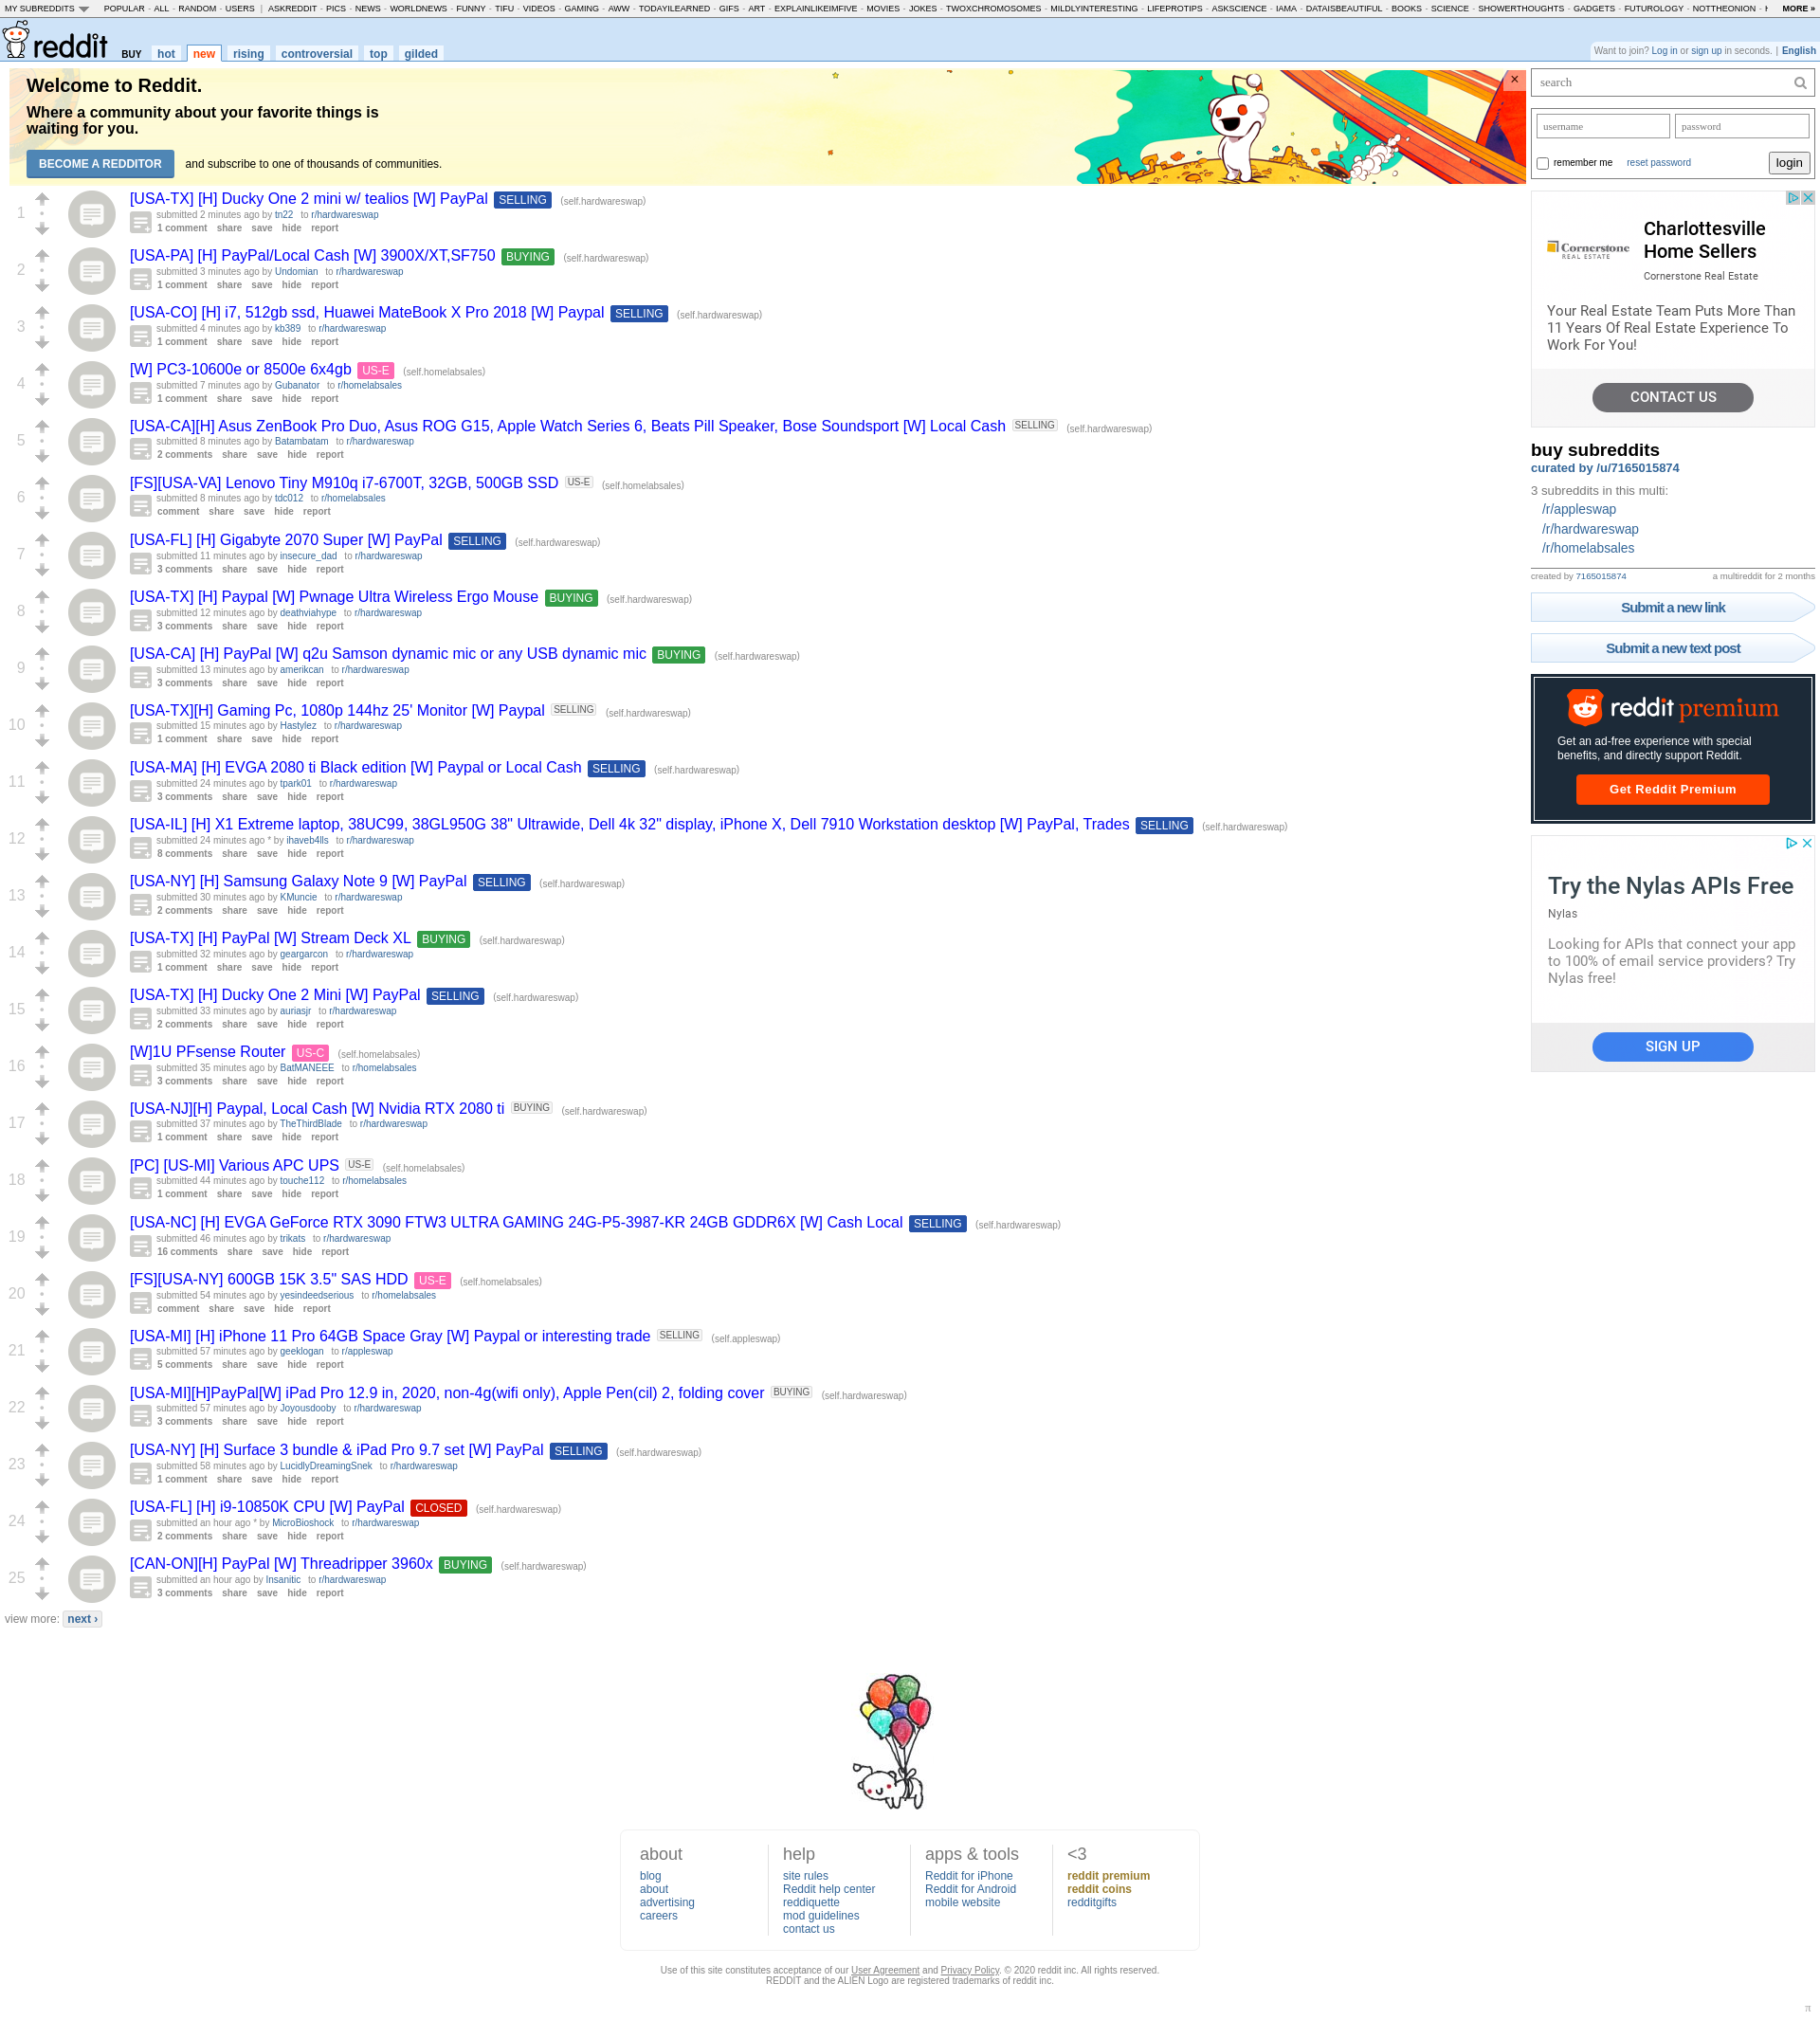 MY SUBREDDITS POPULAR - ALL - RANDOM - USERS | ASKREDDIT - PICS - NEWS - WORLDNEWS - FUNNY - TIFU - VIDEOS - GAMING - AWW - TODAYILEARNED - GIFS - ART - EXPLAINLIKEIMFIVE - MOVIES - JOKES - TWOXCHROMOSOMES - MILDLYINTERESTING - LIFEPROTIPS - ASKSCIENCE - IAMA - DATAISBEAUTIFUL - BOOKS - SCIENCE - SHOWERTHOUGHTS - GADGETS - FUTUROLOGY - NOTTHEONION - MORE »
reddit BUY hot new rising controversial top gilded
Want to join? Log in or sign up in seconds. | English
Welcome to Reddit.
Where a community about your favorite things is
waiting for you.
BECOME A REDDITOR and subscribe to one of thousands of communities.
×
1
[USA-TX] [H] Ducky One 2 mini w/ tealios [W] PayPal SELLING (self.hardwareswap)
submitted 2 minutes ago by tn22 to r/hardwareswap
1 comment share save hide report
2
[USA-PA] [H] PayPal/Local Cash [W] 3900X/XT,SF750 BUYING (self.hardwareswap)
submitted 3 minutes ago by Undomian to r/hardwareswap
1 comment share save hide report
3
[USA-CO] [H] i7, 512gb ssd, Huawei MateBook X Pro 2018 [W] Paypal SELLING (self.hardwareswap)
submitted 4 minutes ago by kb389 to r/hardwareswap
1 comment share save hide report
4
[W] PC3-10600e or 8500e 6x4gb US-E (self.homelabsales)
submitted 7 minutes ago by Gubanator to r/homelabsales
1 comment share save hide report
5
[USA-CA][H] Asus ZenBook Pro Duo, Asus ROG G15, Apple Watch Series 6, Beats Pill Speaker, Bose Soundsport [W] Local Cash SELLING (self.hardwareswap)
submitted 8 minutes ago by Batambatam to r/hardwareswap
2 comments share save hide report
6
[FS][USA-VA] Lenovo Tiny M910q i7-6700T, 32GB, 500GB SSD US-E (self.homelabsales)
submitted 8 minutes ago by tdc012 to r/homelabsales
comment share save hide report
7
[USA-FL] [H] Gigabyte 2070 Super [W] PayPal SELLING (self.hardwareswap)
submitted 11 minutes ago by insecure_dad to r/hardwareswap
3 comments share save hide report
8
[USA-TX] [H] Paypal [W] Pwnage Ultra Wireless Ergo Mouse BUYING (self.hardwareswap)
submitted 12 minutes ago by deathviahype to r/hardwareswap
3 comments share save hide report
9
[USA-CA] [H] PayPal [W] q2u Samson dynamic mic or any USB dynamic mic BUYING (self.hardwareswap)
submitted 13 minutes ago by amerikcan to r/hardwareswap
3 comments share save hide report
10
[USA-TX][H] Gaming Pc, 1080p 144hz 25' Monitor [W] Paypal SELLING (self.hardwareswap)
submitted 15 minutes ago by Hastylez to r/hardwareswap
1 comment share save hide report
11
[USA-MA] [H] EVGA 2080 ti Black edition [W] Paypal or Local Cash SELLING (self.hardwareswap)
submitted 24 minutes ago by tpark01 to r/hardwareswap
3 comments share save hide report
12
[USA-IL] [H] X1 Extreme laptop, 38UC99, 38GL950G 38" Ultrawide, Dell 4k 32" display, iPhone X, Dell 7910 Workstation desktop [W] PayPal, Trades SELLING (self.hardwareswap)
submitted 24 minutes ago * by ihaveb4lls to r/hardwareswap
8 comments share save hide report
13
[USA-NY] [H] Samsung Galaxy Note 9 [W] PayPal SELLING (self.hardwareswap)
submitted 30 minutes ago by KMuncie to r/hardwareswap
2 comments share save hide report
14
[USA-TX] [H] PayPal [W] Stream Deck XL BUYING (self.hardwareswap)
submitted 32 minutes ago by geargarcon to r/hardwareswap
1 comment share save hide report
15
[USA-TX] [H] Ducky One 2 Mini [W] PayPal SELLING (self.hardwareswap)
submitted 33 minutes ago by auriasjr to r/hardwareswap
2 comments share save hide report
16
[W]1U PFsense Router US-C (self.homelabsales)
submitted 35 minutes ago by BatMANEEE to r/homelabsales
3 comments share save hide report
17
[USA-NJ][H] Paypal, Local Cash [W] Nvidia RTX 2080 ti BUYING (self.hardwareswap)
submitted 37 minutes ago by TheThirdBlade to r/hardwareswap
1 comment share save hide report
18
[PC] [US-MI] Various APC UPS US-E (self.homelabsales)
submitted 44 minutes ago by touche112 to r/homelabsales
1 comment share save hide report
19
[USA-NC] [H] EVGA GeForce RTX 3090 FTW3 ULTRA GAMING 24G-P5-3987-KR 24GB GDDR6X [W] Cash Local SELLING (self.hardwareswap)
submitted 46 minutes ago by trikats to r/hardwareswap
16 comments share save hide report
20
[FS][USA-NY] 600GB 15K 3.5" SAS HDD US-E (self.homelabsales)
submitted 54 minutes ago by yesindeedserious to r/homelabsales
comment share save hide report
21
[USA-MI] [H] iPhone 11 Pro 64GB Space Gray [W] Paypal or interesting trade SELLING (self.appleswap)
submitted 57 minutes ago by geeklogan to r/appleswap
5 comments share save hide report
22
[USA-MI][H]PayPal[W] iPad Pro 12.9 in, 2020, non-4g(wifi only), Apple Pen(cil) 2, folding cover BUYING (self.hardwareswap)
submitted 57 minutes ago by Joyousdooby to r/hardwareswap
3 comments share save hide report
23
[USA-NY] [H] Surface 3 bundle & iPad Pro 9.7 set [W] PayPal SELLING (self.hardwareswap)
submitted 58 minutes ago by LucidlyDreamingSnek to r/hardwareswap
1 comment share save hide report
24
[USA-FL] [H] i9-10850K CPU [W] PayPal CLOSED (self.hardwareswap)
submitted an hour ago * by MicroBioshock to r/hardwareswap
2 comments share save hide report
25
[CAN-ON][H] PayPal [W] Threadripper 3960x BUYING (self.hardwareswap)
submitted an hour ago by Insanitic to r/hardwareswap
3 comments share save hide report
view more: next ›
search
username password
remember me reset password login
Charlottesville
Home Sellers
Cornerstone
REAL ESTATE
Cornerstone Real Estate
Your Real Estate Team Puts More Than
11 Years Of Real Estate Experience To
Work For You!
CONTACT US
buy subreddits
curated by /u/7165015874
3 subreddits in this multi:
/r/appleswap
/r/hardwareswap
/r/homelabsales
created by 7165015874 a multireddit for 2 months
Submit a new link
Submit a new text post
reddit premium
Get an ad-free experience with special
benefits, and directly support Reddit.
Get Reddit Premium
Try the Nylas APIs Free
Nylas
Looking for APIs that connect your app
to 100% of email service providers? Try
Nylas free!
SIGN UP
about
blog
about
advertising
careers
help
site rules
Reddit help center
reddiquette
mod guidelines
contact us
apps & tools
Reddit for iPhone
Reddit for Android
mobile website
<3
reddit premium
reddit coins
redditgifts
Use of this site constitutes acceptance of our User Agreement and Privacy Policy. © 2020 reddit inc. All rights reserved.
REDDIT and the ALIEN Logo are registered trademarks of reddit inc.
π